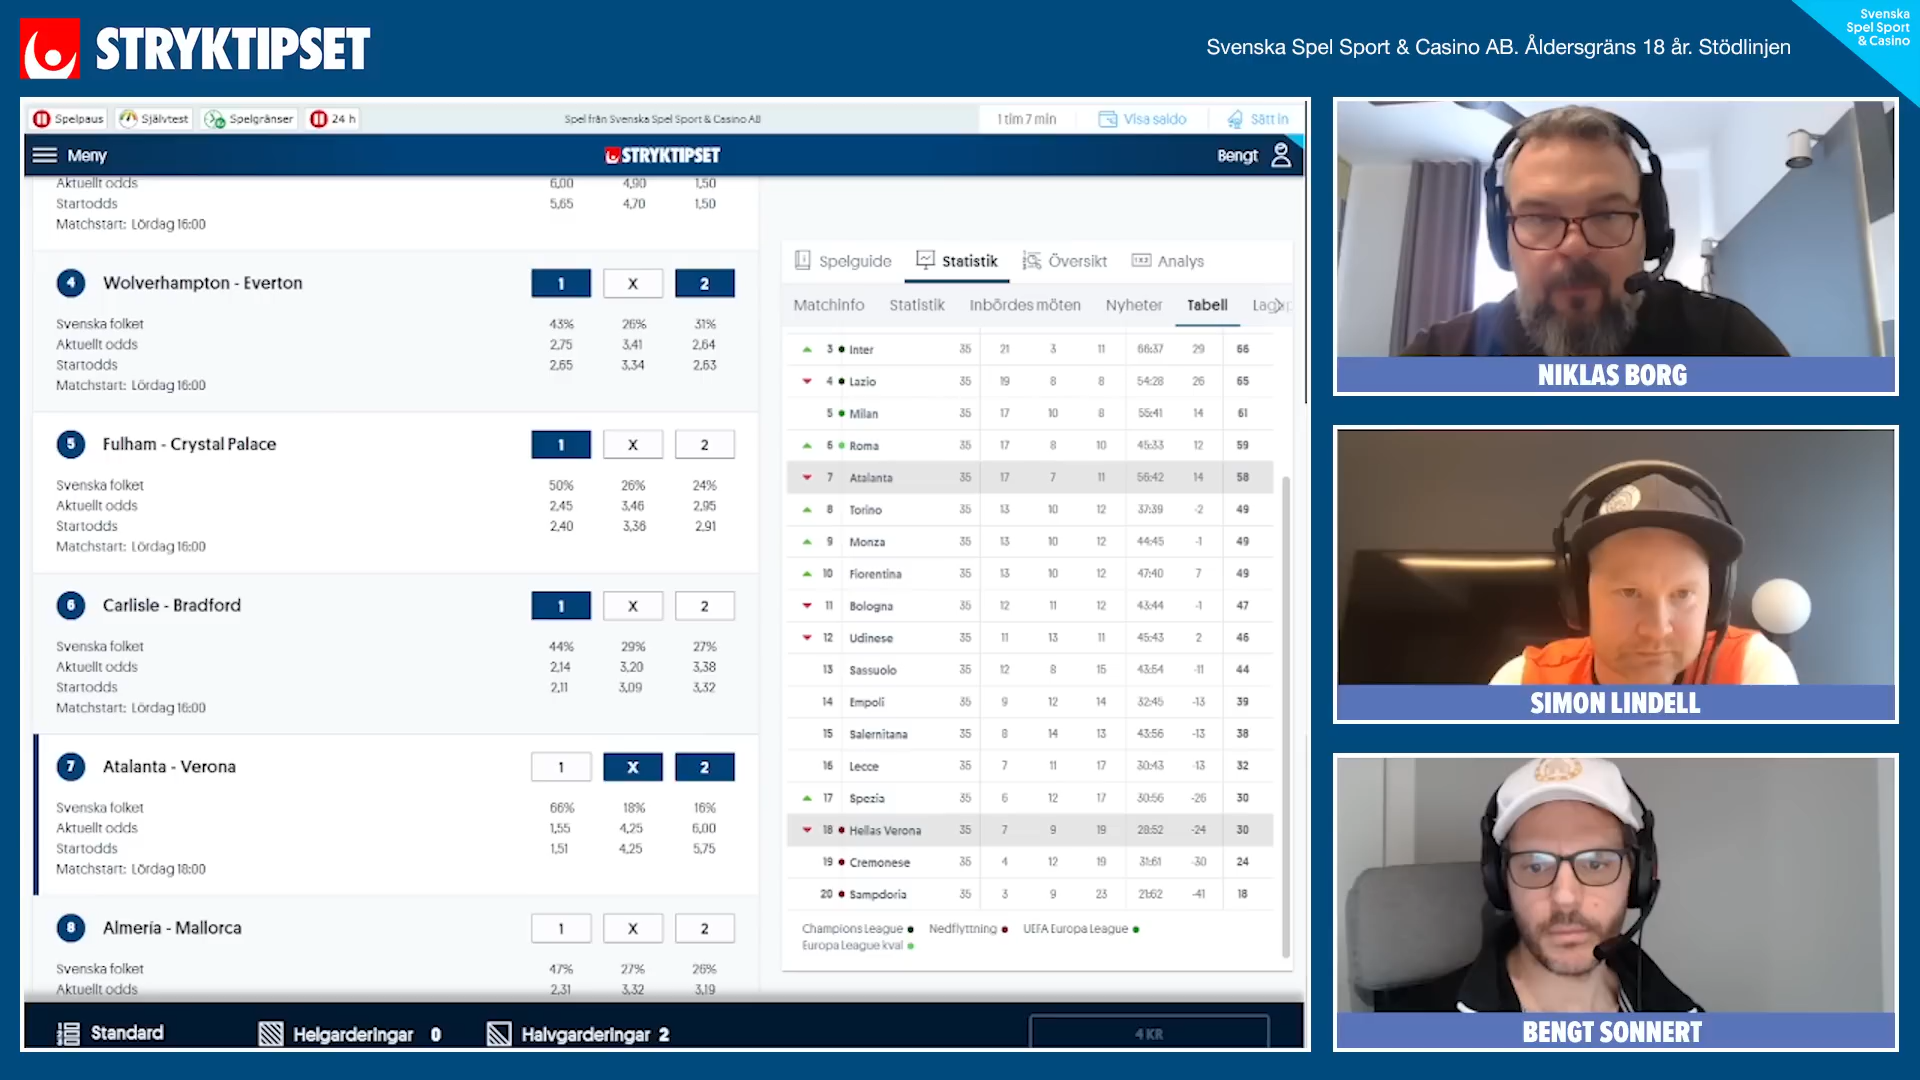 STRYKTIPSET
Svenska Spel Sport & Casino AB. Åldersgräns 18 år. Stödlinjen
Svenska
Spel Sport
& Casino
Spelpaus Självtest Spelgränser 24 h Spel från Svenska Spel Sport & Casino AB 1 tim 7 min Visa saldo Sätt in
Meny STRYKTIPSET Bengt
Aktuellt odds 6,00 4,90 1,50
Startodds 5,65 4,70 1,50
Matchstart: Lördag 16:00
4 Wolverhampton - Everton 1 X 2
Svenska folket 43% 26% 31%
Aktuellt odds 2,75 3,41 2,64
Startodds 2,65 3,34 2,63
Matchstart: Lördag 16:00
5 Fulham - Crystal Palace 1 X 2
Svenska folket 50% 26% 24%
Aktuellt odds 2,45 3,46 2,95
Startodds 2,40 3,36 2,91
Matchstart: Lördag 16:00
6 Carlisle - Bradford 1 X 2
Svenska folket 44% 29% 27%
Aktuellt odds 2,14 3,20 3,38
Startodds 2,11 3,09 3,32
Matchstart: Lördag 16:00
7 Atalanta - Verona 1 X 2
Svenska folket 66% 18% 16%
Aktuellt odds 1,55 4,25 6,00
Startodds 1,51 4,25 5,75
Matchstart: Lördag 18:00
8 Almería - Mallorca 1 X 2
Svenska folket 47% 27% 26%
Aktuellt odds 2,31 3,32 3,19
Spelguide Statistik Översikt Analys
Matchinfo Statistik Inbördes möten Nyheter Tabell
3 Inter 35 21 3 11 66:37 29 66
4 Lazio 35 19 8 8 54:28 26 65
5 Milan 35 17 10 8 55:41 14 61
6 Roma 35 17 8 10 45:33 12 59
7 Atalanta 35 17 7 11 56:42 14 58
8 Torino 35 13 10 12 37:39 -2 49
9 Monza 35 13 10 12 44:45 -1 49
10 Fiorentina 35 13 10 12 47:40 7 49
11 Bologna 35 12 11 12 43:44 -1 47
12 Udinese 35 11 13 11 45:43 2 46
13 Sassuolo 35 12 8 15 43:54 -11 44
14 Empoli 35 9 12 14 32:45 -13 39
15 Salernitana 35 8 14 13 43:56 -13 38
16 Lecce 35 7 11 17 30:43 -13 32
17 Spezia 35 6 12 17 30:56 -26 30
18 Hellas Verona 35 7 9 19 28:52 -24 30
19 Cremonese 35 4 12 19 31:61 -30 24
20 Sampdoria 35 3 9 23 21:62 -41 18
Champions League Nedflyttning UEFA Europa League
Europa League kval
Standard Helgarderingar 0 Halvgarderingar 2 4 KR
NIKLAS BORG
SIMON LINDELL
BENGT SONNERT